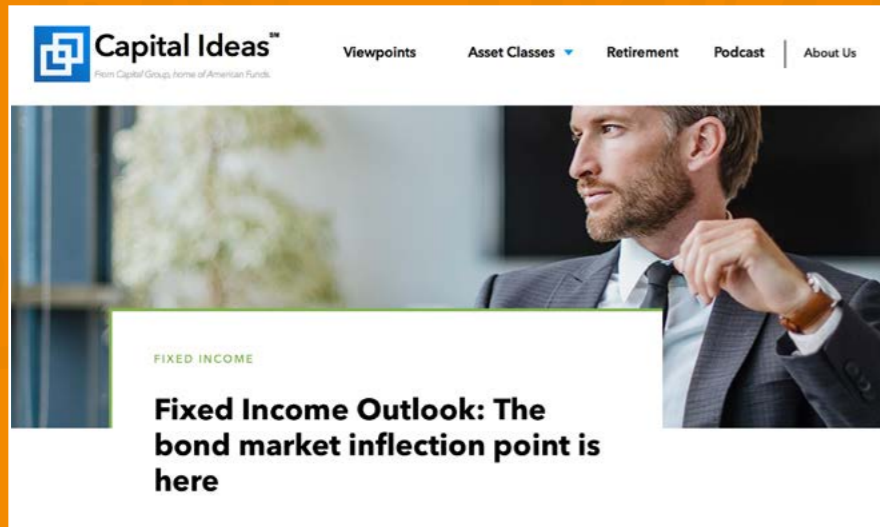 Capital Ideas℠
From Capital Group, home of American Funds.
Viewpoints Asset Classes Retirement Podcast About Us
FIXED INCOME
Fixed Income Outlook: The
bond market inflection point is
here